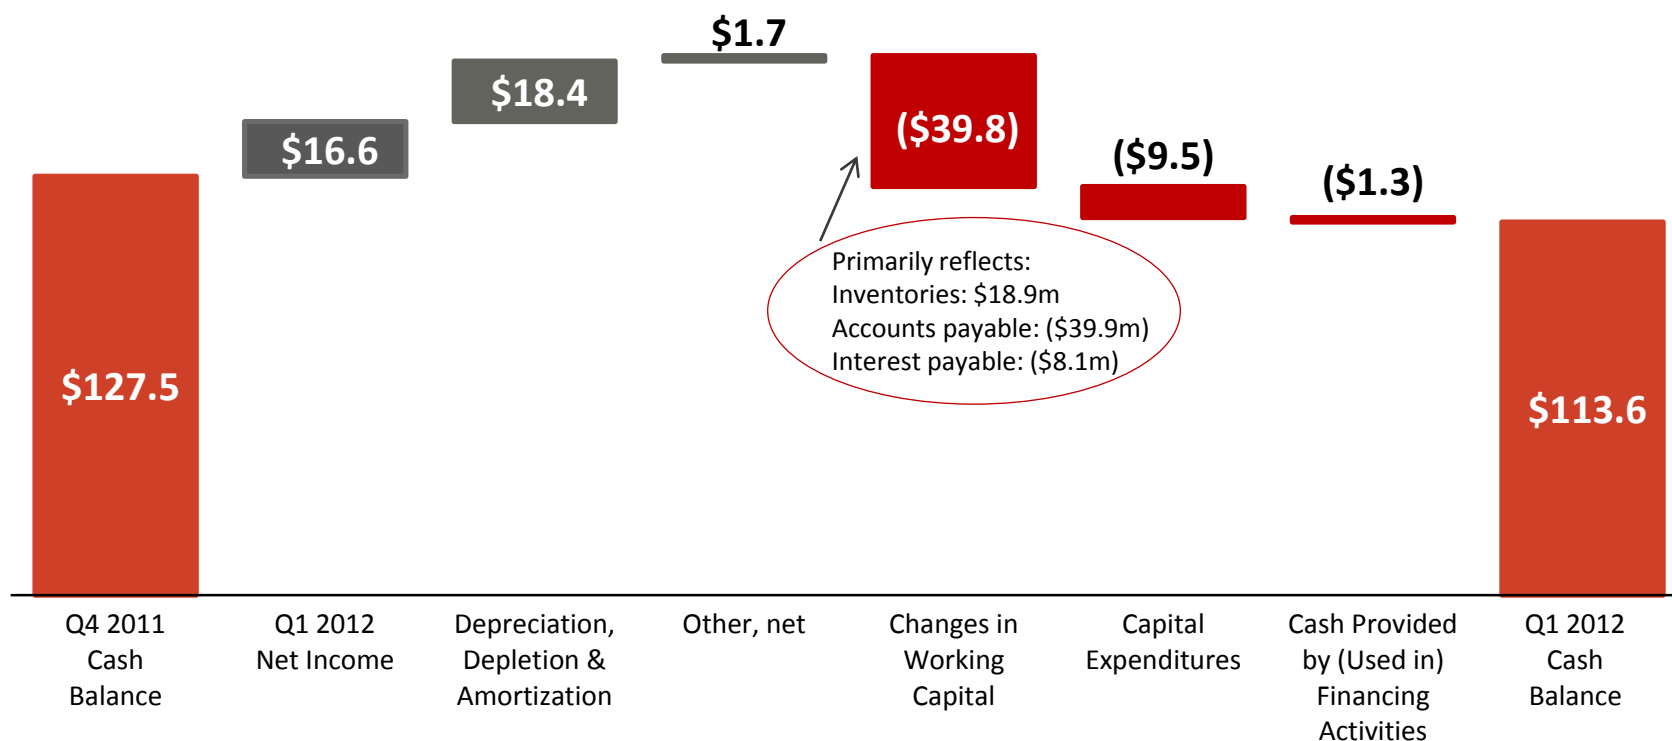 $1.7
$18.4
$16.6
($39.8)
($9.5)
($1.3)
Primarily reflects:
Inventories: $18.9m
Accounts payable: ($39.9m)
Interest payable: ($8.1m)
$127.5
$113.6
Q4 2011
Cash
Balance
Q1 2012
Net Income
Depreciation,
Depletion &
Amortization
Other, net
Changes in
Working
Capital
Capital
Expenditures
Cash Provided
by (Used in)
Financing
Activities
Q1 2012
Cash
Balance